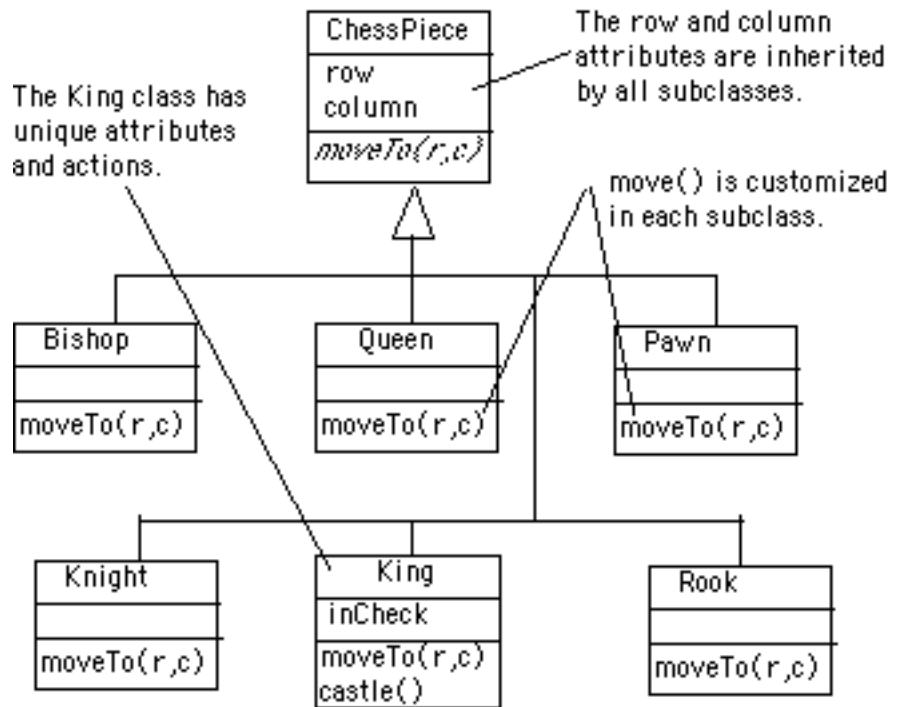 ChessPiece
row
column
moveTo(r,c)
The row and column
attributes are inherited
by all subclasses.
The King class has
unique attributes
and actions.
move() is customized
in each subclass.
Bishop
moveTo(r,c)
Queen
moveTo(r,c)
Pawn
moveTo(r,c)
Knight
moveTo(r,c)
King
inCheck
moveTo(r,c)
castle()
Rook
moveTo(r,c)